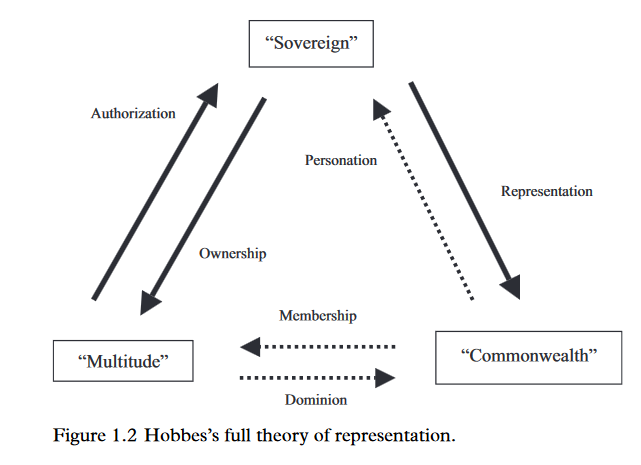 “Sovereign”
Authorization
Personation
Representation
Ownership
Membership
“Multitude”
“Commonwealth”
Dominion
Figure 1.2 Hobbes’s full theory of representation.